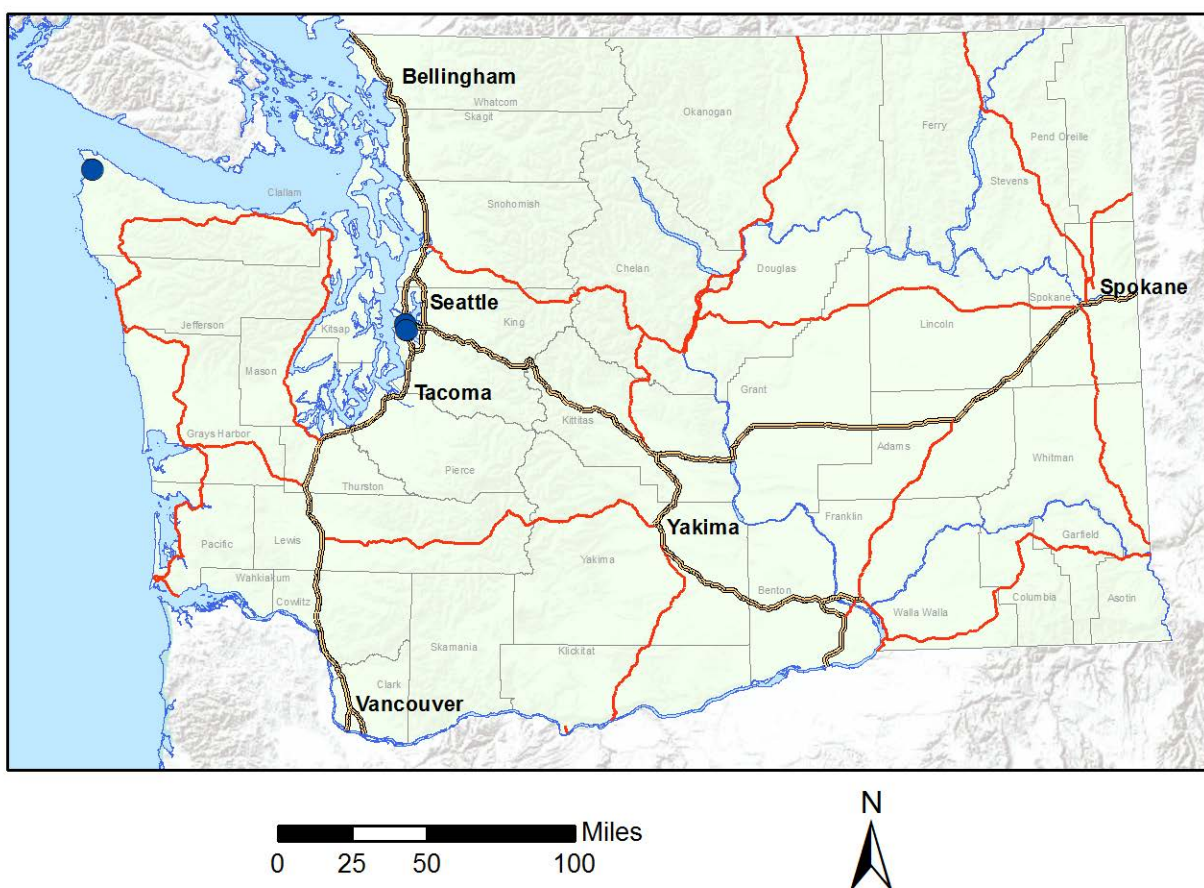 Bellingham
Whatcom
Skagit
Okanogan
Ferry
Pend Oreille
Stevens
Clallam
Snohomish
Chelan
Douglas
Spokane
Spokane
Seattle
King
Lincoln
Jefferson
Kitsap
Mason
Tacoma
Grant
Kittitas
Grays Harbor
Adams
Pierce
Whitman
Thurston
Yakima
Franklin
Pacific
Lewis
Yakima
Garfield
Wahkiakum
Benton
Cowlitz
Walla Walla
Columbia
Asotin
Skamania
Klickitat
Clark
Vancouver
N
Miles
0 25 50 100